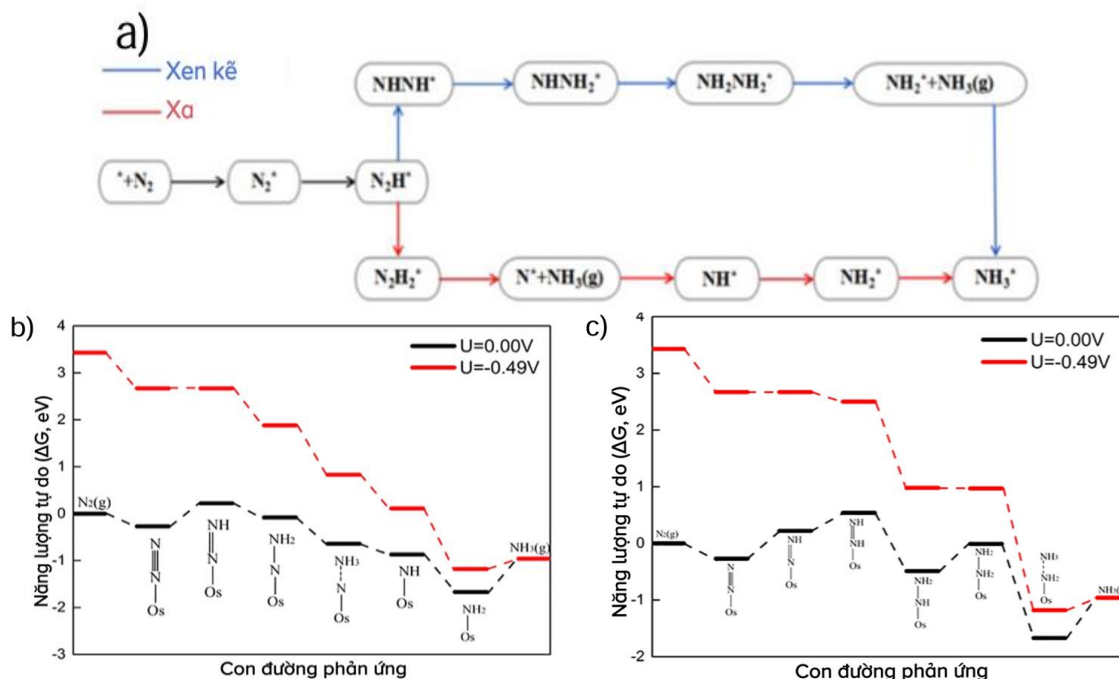 a)
Xen kẽ
Xa
NHNH*
NHNH₂*
NH₂NH₂*
NH₂*+NH₃(g)
*+N₂
N₂*
N₂H*
N₂H₂*
N*+NH₃(g)
NH*
NH₂*
NH₃*
b)
Năng lượng tự do (ΔG, eV)
4
3
2
1
0
-1
-2
-3
U=0.00V
U=-0.49V
N₂(g)
N
N
Os
NH
N
Os
NH₂
N
Os
NH₃
N
Os
NH
Os
NH₂
Os
NH₃(g)
Con đường phản ứng
c)
Năng lượng tự do (ΔG, eV)
4
3
2
1
0
-1
-2
U=0.00V
U=-0.49V
N₂(g)
N
N
Os
NH
N
Os
NH
NH
Os
NH₂
NH
Os
NH₂
NH₂
Os
NH₃
NH₂
Os
NH₃(
Con đường phản ứng